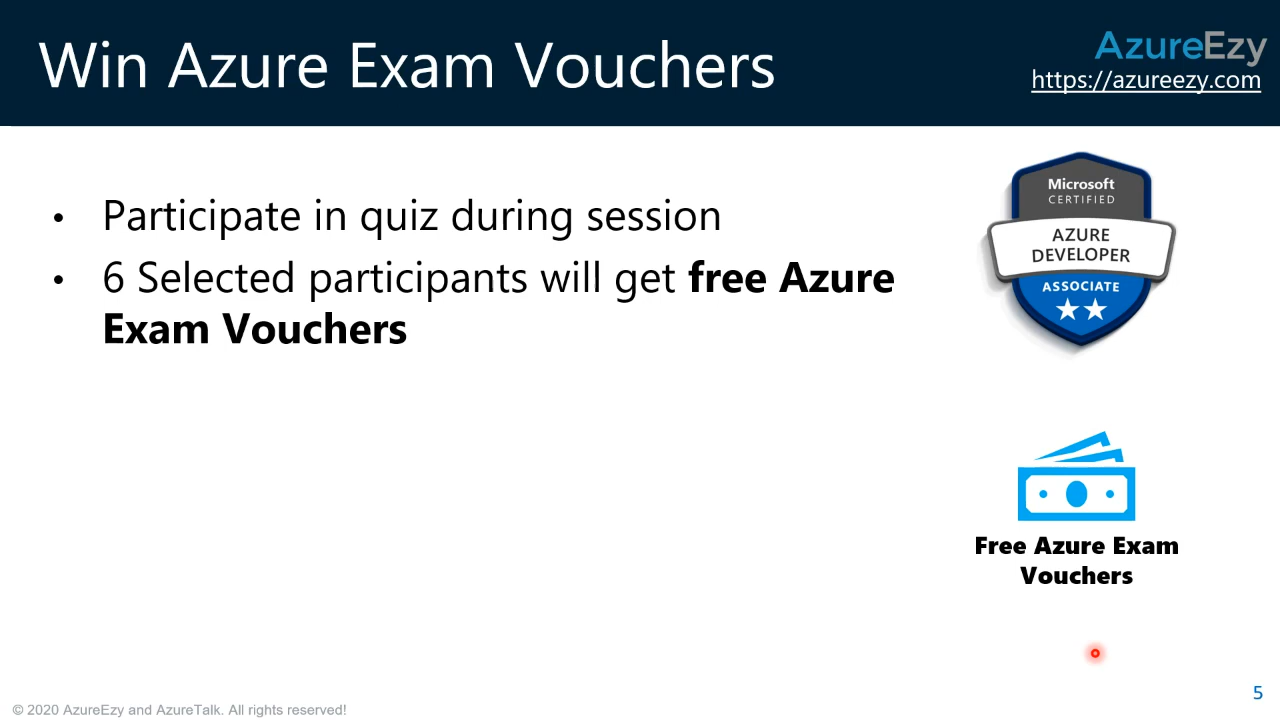 Win Azure Exam Vouchers
AzureEzy
https://azureezy.com
• Participate in quiz during session
• 6 Selected participants will get free Azure
Exam Vouchers
Microsoft
CERTIFIED
AZURE
DEVELOPER
ASSOCIATE
Free Azure Exam
Vouchers
© 2020 AzureEzy and AzureTalk. All rights reserved!
5